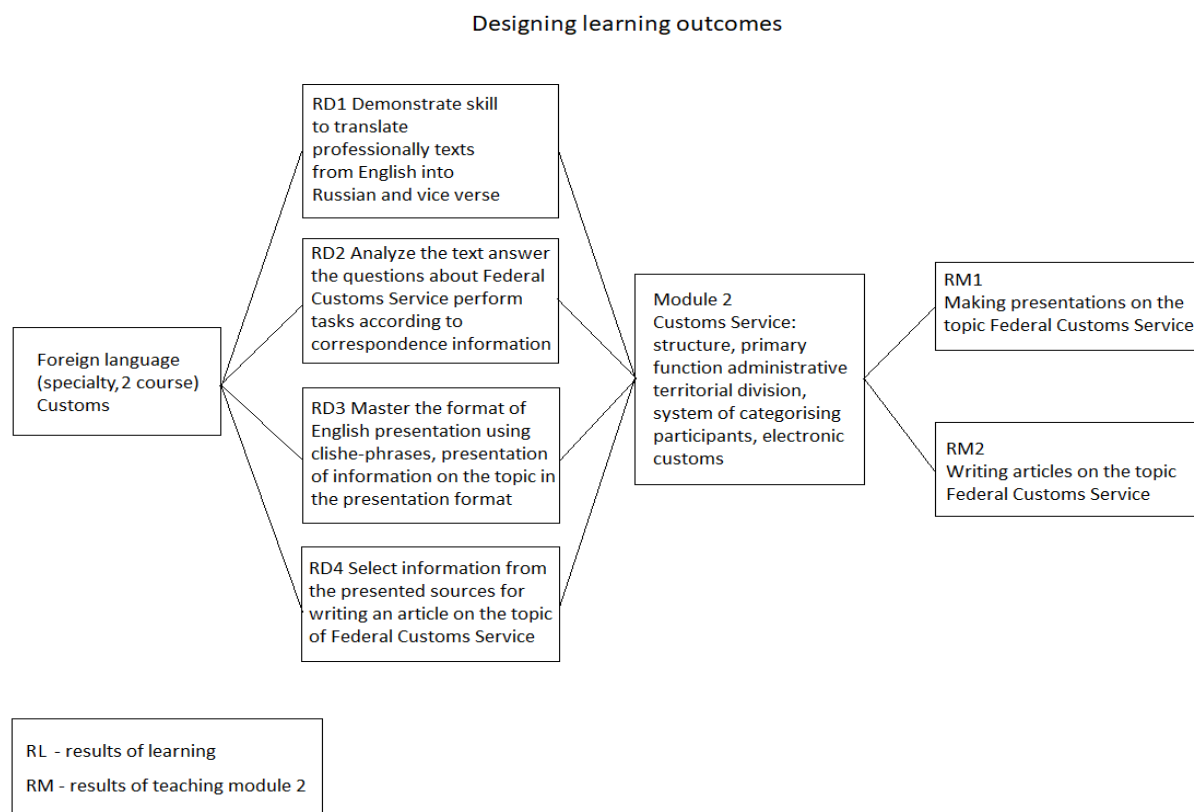 Designing learning outcomes
Foreign language
(specialty,2 course)
Customs
RD1 Demonstrate skill
to translate
professionally texts
from English into
Russian and vice verse
RD2 Analyze the text answer
the questions about Federal
Customs Service perform
tasks according to
correspondence information
RD3 Master the format of
English presentation using
clishe-phrases, presentation
of information on the topic in
the presentation format
RD4 Select information from
the presented sources for
writing an article on the topic
of Federal Customs Service
Module 2
Customs Service:
structure, primary
function administrative
territorial division,
system of categorising
participants, electronic
customs
RM1
Making presentations on the
topic Federal Customs Service
RM2
Writing articles on the topic
Federal Customs Service
RL - results of learning
RM - results of teaching module 2